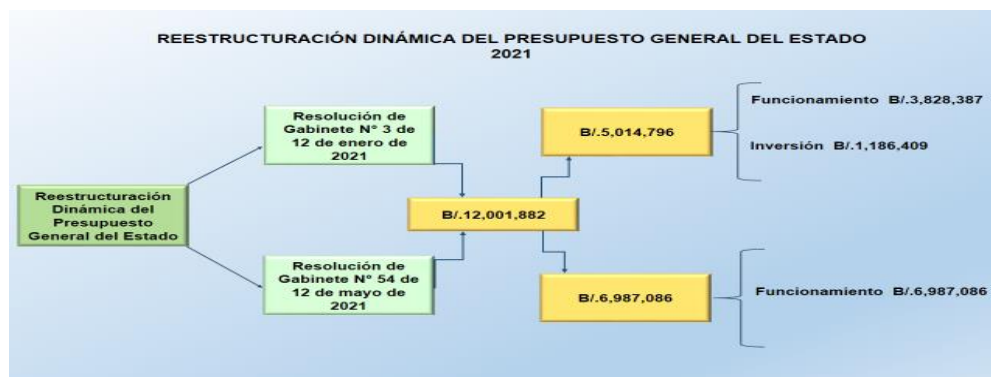 REESTRUCTURACIÓN DINÁMICA DEL PRESUPUESTO GENERAL DEL ESTADO
2021
Reestructuración
Dinámica del
Presupuesto
General del Estado
Resolución de
Gabinete N° 3 de
12 de enero de
2021
Resolución de
Gabinete N° 54 de
12 de mayo de
2021
B/.12,001,882
B/.5,014,796
Funcionamiento B/.3,828,387
Inversión B/.1,186,409
B/.6,987,086
Funcionamiento B/.6,987,086